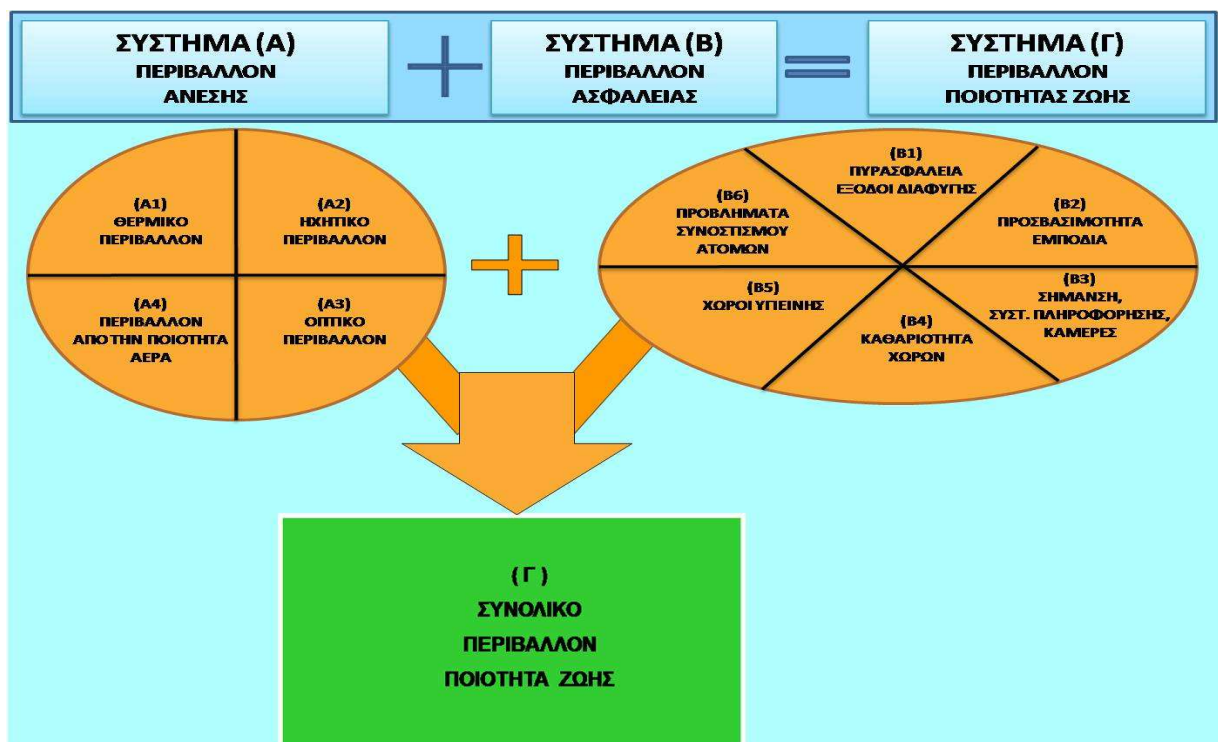 ΣΥΣΤΗΜΑ (Α)
ΠΕΡΙΒΑΛΛΟΝ
ΑΝΕΣΗΣ
ΣΥΣΤΗΜΑ (Β)
ΠΕΡΙΒΑΛΛΟΝ
ΑΣΦΑΛΕΙΑΣ
ΣΥΣΤΗΜΑ (Γ)
ΠΕΡΙΒΑΛΛΟΝ
ΠΟΙΟΤΗΤΑΣ ΖΩΗΣ
(Α1)
ΘΕΡΜΙΚΟ
ΠΕΡΙΒΑΛΛΟΝ
(Α2)
ΗΧΗΤΙΚΟ
ΠΕΡΙΒΑΛΛΟΝ
(Α4)
ΠΕΡΙΒΑΛΛΟΝ
ΑΠΟ ΤΗΝ ΠΟΙΟΤΗΤΑ
ΑΕΡΑ
(Α3)
ΟΠΤΙΚΟ
ΠΕΡΙΒΑΛΛΟΝ
(Β1)
ΠΥΡΑΣΦΑΛΕΙΑ
ΕΞΟΔΟΙ ΔΙΑΦΥΓΗΣ
(Β6)
ΠΡΟΒΛΗΜΑΤΑ
ΣΥΝΟΣΤΙΣΜΟΥ
ΑΤΟΜΩΝ
(Β2)
ΠΡΟΣΒΑΣΙΜΟΤΗΤΑ
ΕΜΠΟΔΙΑ
(Β5)
ΧΩΡΟΙ ΥΓΙΕΙΝΗΣ
(Β4)
ΚΑΘΑΡΙΟΤΗΤΑ
ΧΩΡΩΝ
(Β3)
ΣΗΜΑΝΣΗ,
ΣΥΣΤ. ΠΛΗΡΟΦΟΡΗΣΗΣ,
ΚΑΜΕΡΕΣ
( Γ )
ΣΥΝΟΛΙΚΟ
ΠΕΡΙΒΑΛΛΟΝ
ΠΟΙΟΤΗΤΑ ΖΩΗΣ